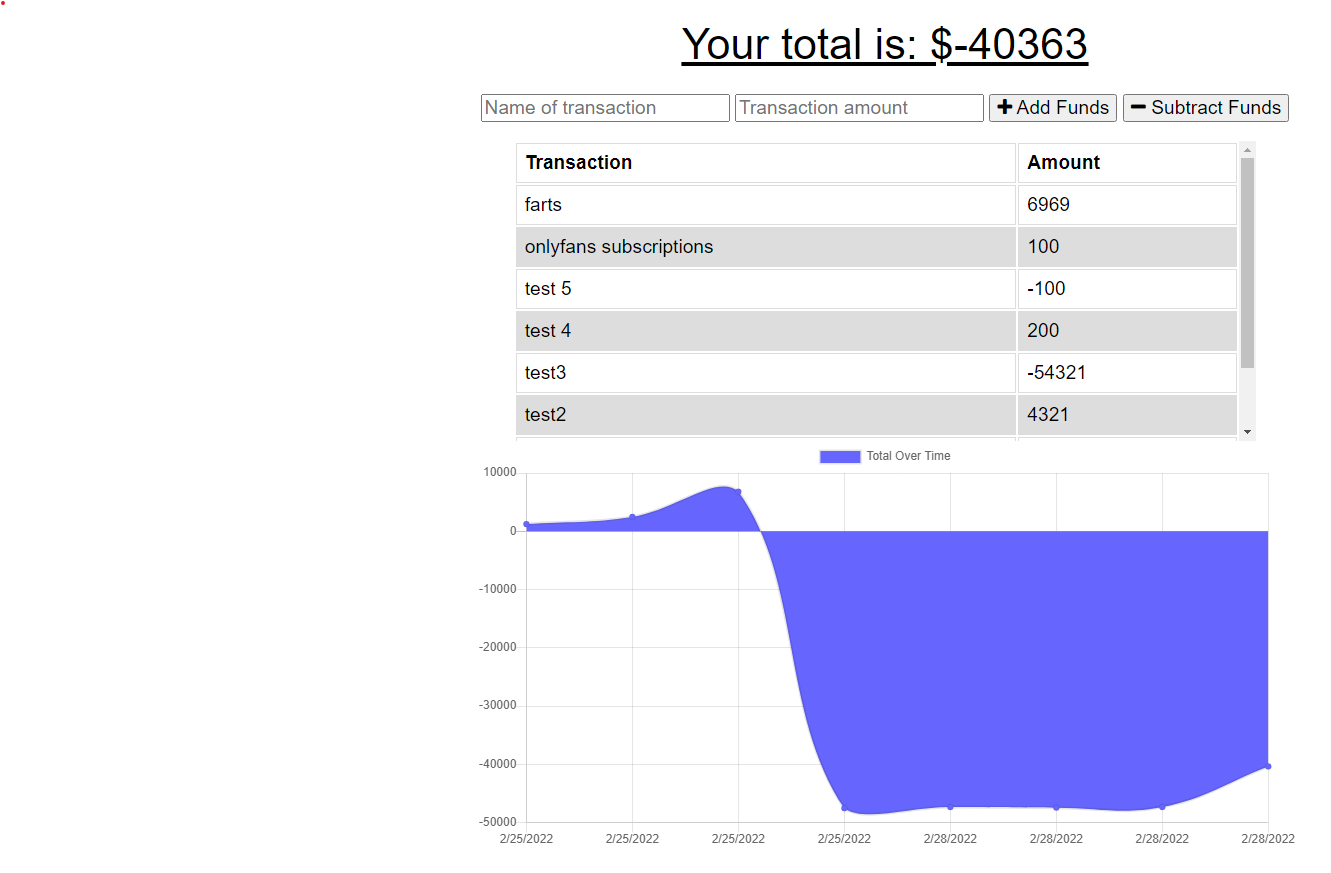 Your total is: $-40363
Name of transaction Transaction amount Add Funds Subtract Funds
Transaction Amount
farts 6969
onlyfans subscriptions 100
test 5 -100
test 4 200
test3 -54321
test2 4321
Total Over Time
10000
0
-10000
-20000
-30000
-40000
-50000
2/25/2022 2/25/2022 2/25/2022 2/25/2022 2/28/2022 2/28/2022 2/28/2022 2/28/2022